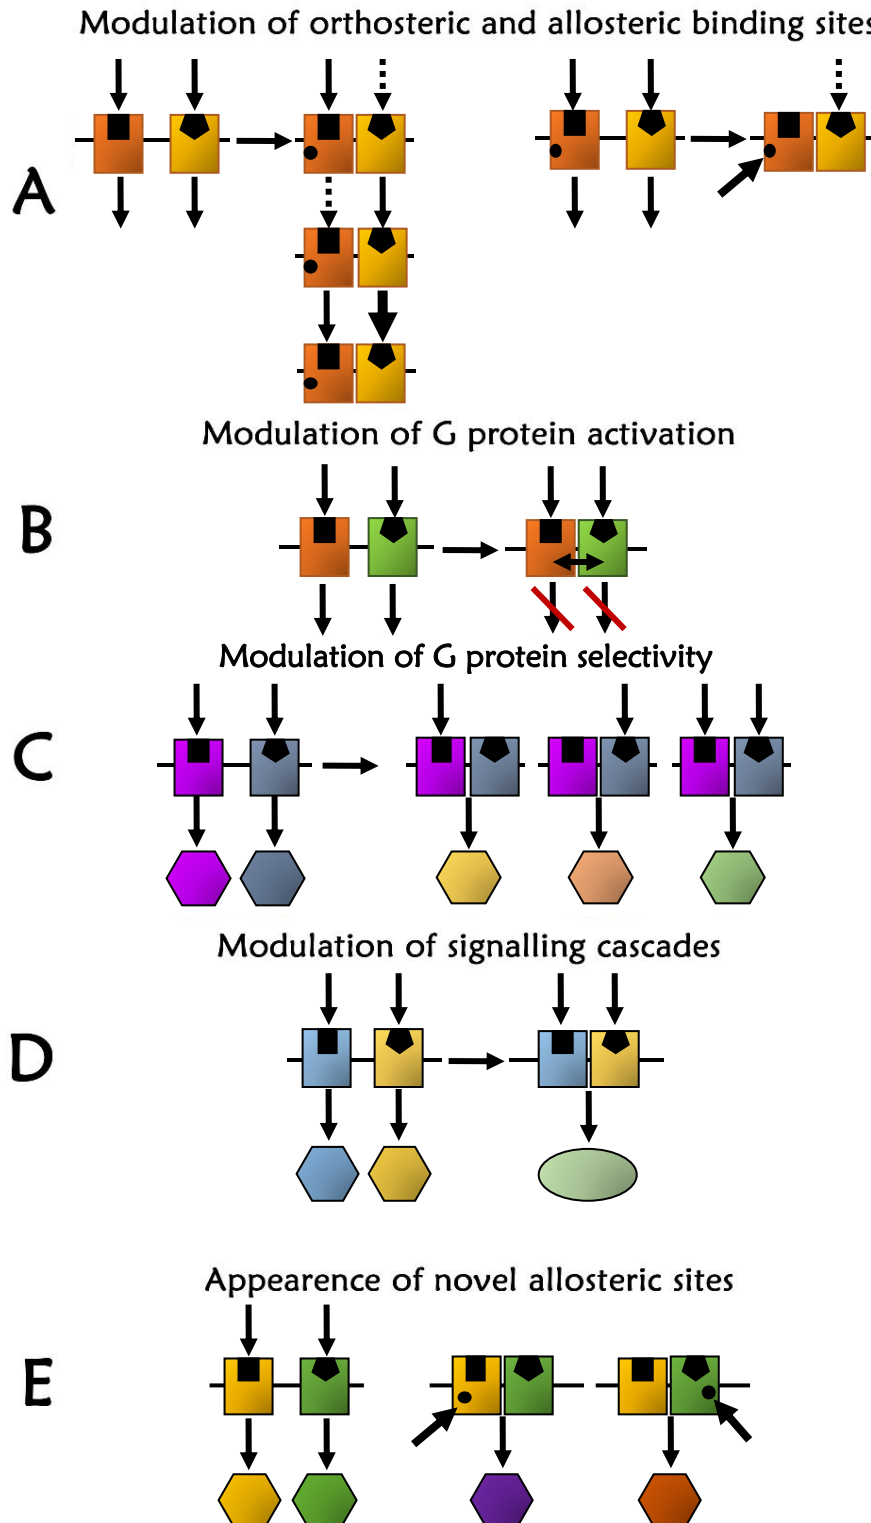 Modulation of orthosteric and allosteric binding sites
A
Modulation of G protein activation
B
Modulation of G protein selectivity
C
Modulation of signalling cascades
D
Appearence of novel allosteric sites
E